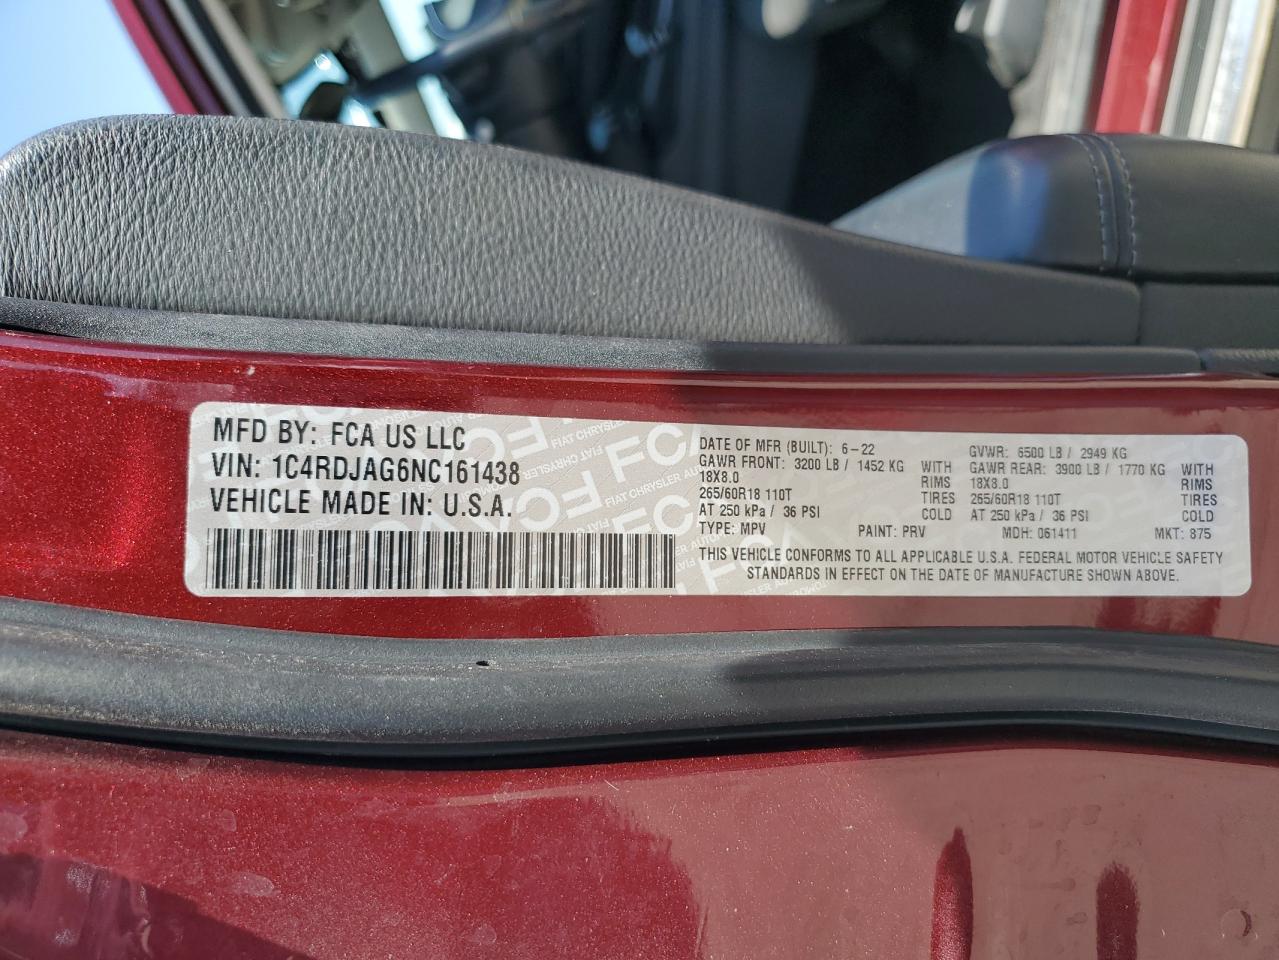 MFD BY: FCA US LLC
VIN: 1C4RDJAG6NC161438
VEHICLE MADE IN: U.S.A.
DATE OF MFR (BUILT): 6-22 GVWR: 6500 LB / 2949 KG
GAWR FRONT: 3200 LB / 1452 KG WITH GAWR REAR: 3900 LB / 1770 KG WITH
18X8.0 RIMS 18X8.0 RIMS
265/60R18 110T TIRES 265/60R18 110T TIRES
AT 250 kPa / 36 PSI COLD AT 250 kPa / 36 PSI COLD
TYPE: MPV PAINT: PRV MDH: 061411 MKT: 875
THIS VEHICLE CONFORMS TO ALL APPLICABLE U.S.A. FEDERAL MOTOR VEHICLE SAFETY
STANDARDS IN EFFECT ON THE DATE OF MANUFACTURE SHOWN ABOVE.